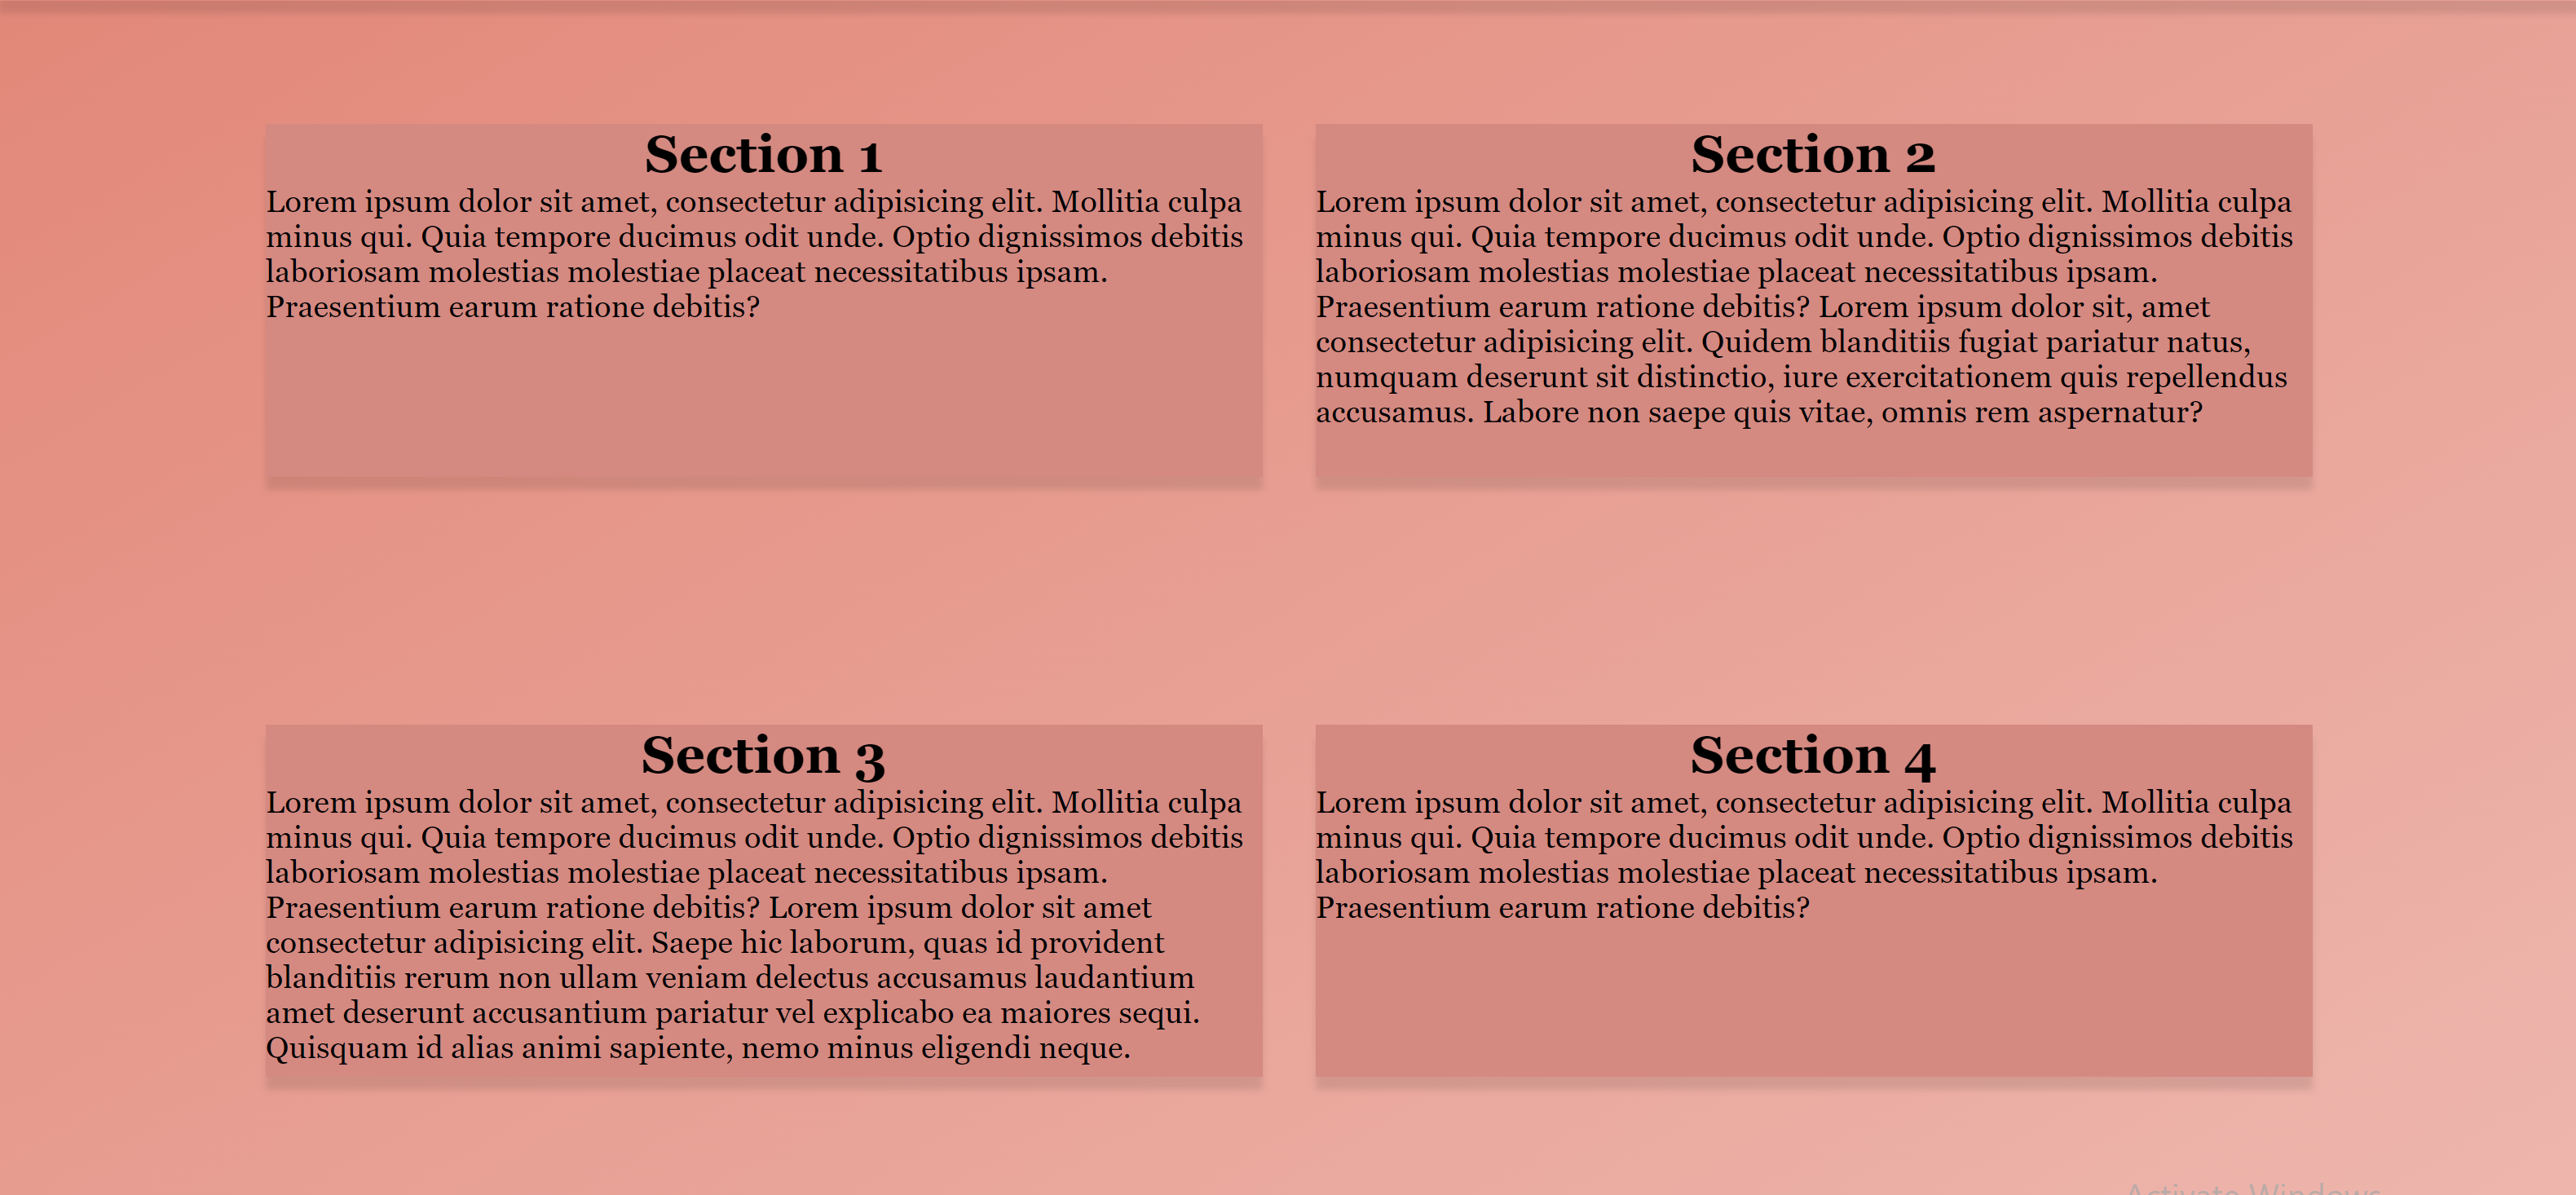 Section 1
Lorem ipsum dolor sit amet, consectetur adipisicing elit. Mollitia culpa
minus qui. Quia tempore ducimus odit unde. Optio dignissimos debitis
laboriosam molestias molestiae placeat necessitatibus ipsam.
Praesentium earum ratione debitis?
Section 2
Lorem ipsum dolor sit amet, consectetur adipisicing elit. Mollitia culpa
minus qui. Quia tempore ducimus odit unde. Optio dignissimos debitis
laboriosam molestias molestiae placeat necessitatibus ipsam.
Praesentium earum ratione debitis? Lorem ipsum dolor sit, amet
consectetur adipisicing elit. Quidem blanditiis fugiat pariatur natus,
numquam deserunt sit distinctio, iure exercitationem quis repellendus
accusamus. Labore non saepe quis vitae, omnis rem aspernatur?
Section 3
Lorem ipsum dolor sit amet, consectetur adipisicing elit. Mollitia culpa
minus qui. Quia tempore ducimus odit unde. Optio dignissimos debitis
laboriosam molestias molestiae placeat necessitatibus ipsam.
Praesentium earum ratione debitis? Lorem ipsum dolor sit amet
consectetur adipisicing elit. Saepe hic laborum, quas id provident
blanditiis rerum non ullam veniam delectus accusamus laudantium
amet deserunt accusantium pariatur vel explicabo ea maiores sequi.
Quisquam id alias animi sapiente, nemo minus eligendi neque.
Section 4
Lorem ipsum dolor sit amet, consectetur adipisicing elit. Mollitia culpa
minus qui. Quia tempore ducimus odit unde. Optio dignissimos debitis
laboriosam molestias molestiae placeat necessitatibus ipsam.
Praesentium earum ratione debitis?
Activate Windows